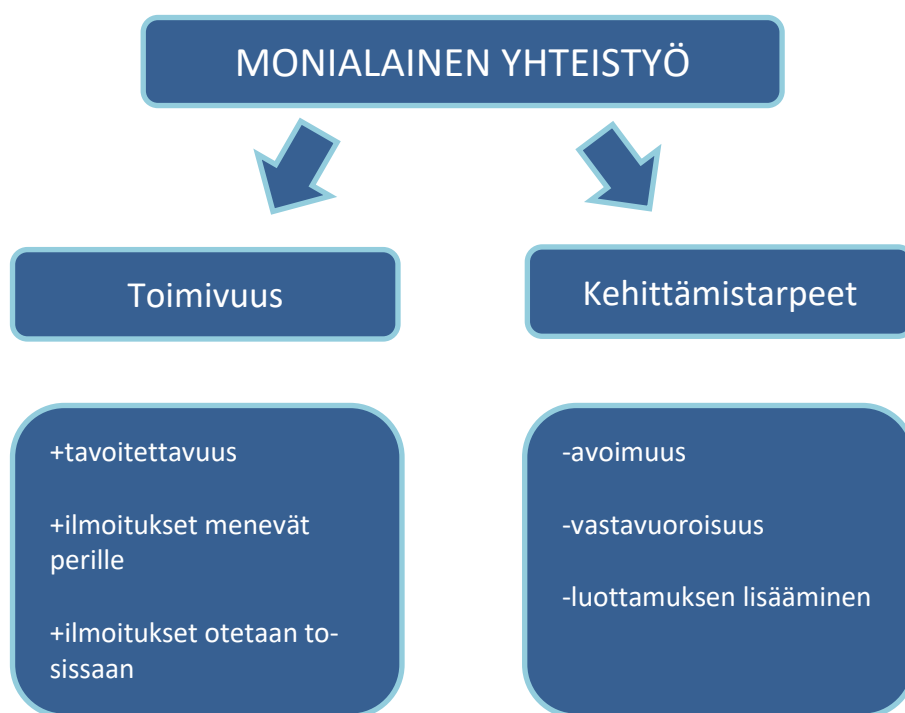 MONIALAINEN YHTEISTYÖ
Toimivuus
Kehittämistarpeet
+tavoitettavuus
+ilmoitukset menevät
perille
+ilmoitukset otetaan to-
sissaan
-avoimuus
-vastavuoroisuus
-luottamuksen lisääminen